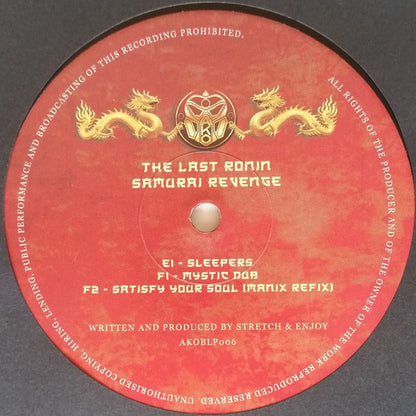 ALL RIGHTS OF THE PRODUCER AND OF THE OWNER OF THE WORK REPRODUCED RESERVED. UNAUTHORISED COPYING, HIRING, LENDING, PUBLIC PERFORMANCE AND BROADCASTING OF THIS RECORDING PROHIBITED.
THE LAST RONIN
SAMURAI REVENGE
E1 - SLEEPERS
F1 - MYSTIC DUB
F2 - SATISFY YOUR SOUL (MANIX REFIX)
WRITTEN AND PRODUCED BY STRETCH & ENJOY
AKOBLP006